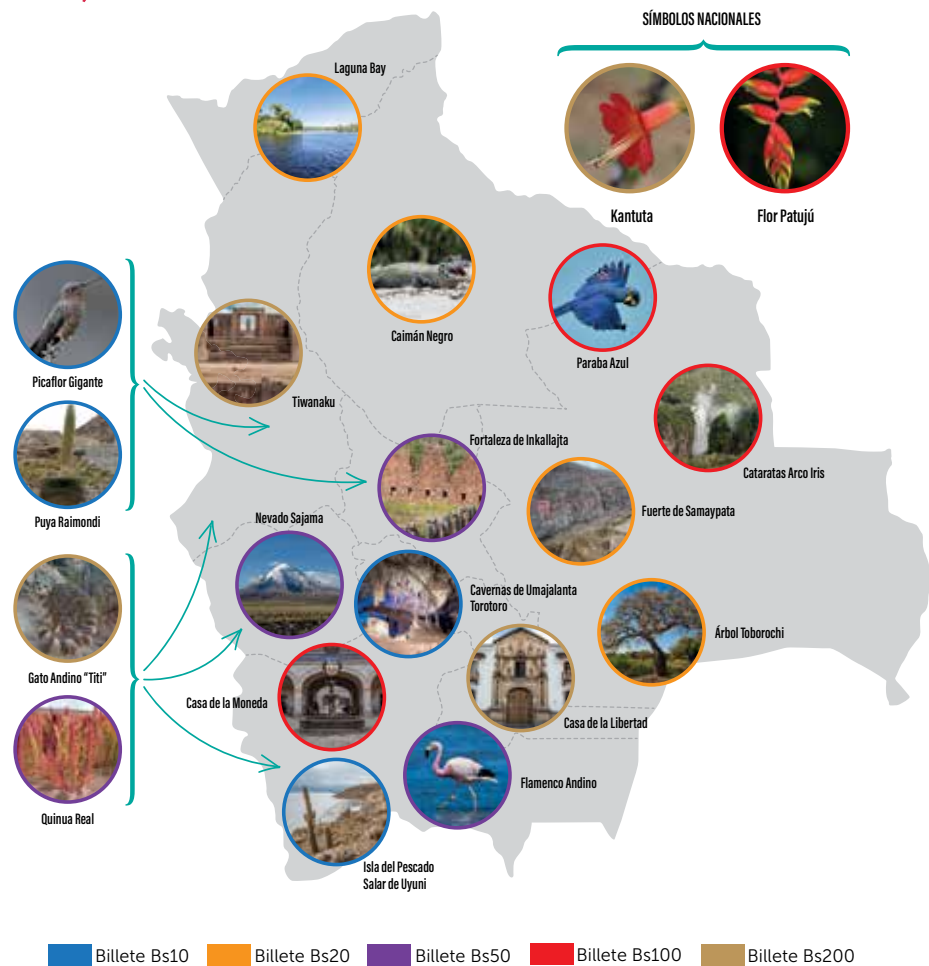 SÍMBOLOS NACIONALES
Laguna Bay
Kantuta
Flor Patujú
Caimán Negro
Paraba Azul
Picaflor Gigante
Tiwanaku
Fortaleza de Inkallajta
Cataratas Arco Iris
Puya Raimondi
Nevado Sajama
Fuerte de Samaypata
Cavernas de Umajalanta
Torotoro
Árbol Toborochi
Gato Andino "Titi"
Casa de la Moneda
Casa de la Libertad
Flamenco Andino
Quinua Real
Isla del Pescado
Salar de Uyuni
Billete Bs10
Billete Bs20
Billete Bs50
Billete Bs100
Billete Bs200